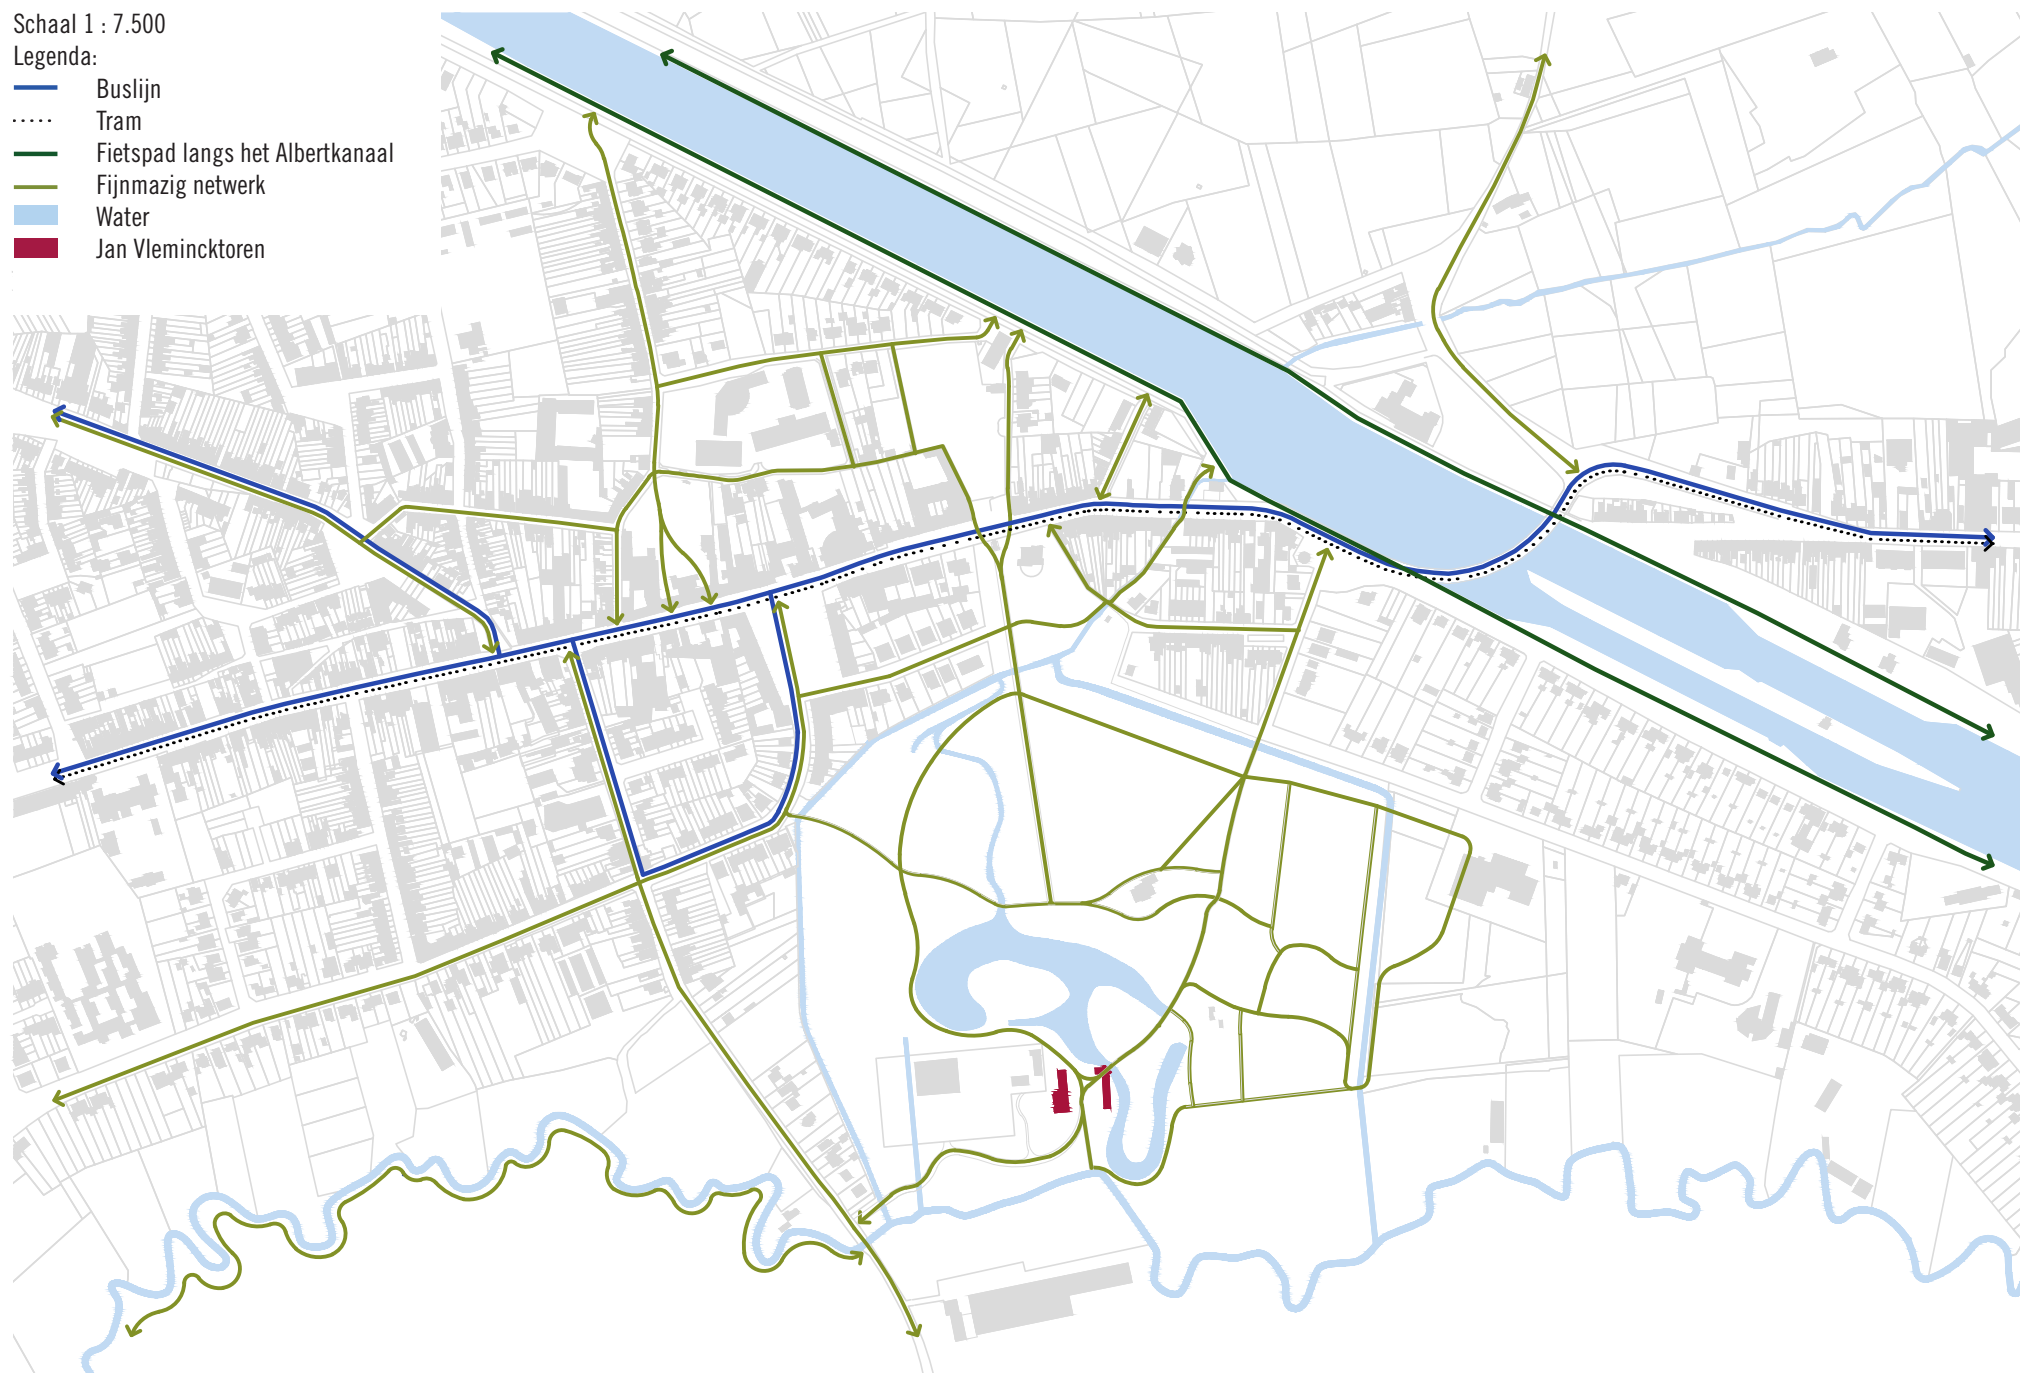 Schaal 1 : 7.500
Legenda:
Buslijn
Tram
Fietspad langs het Albertkanaal
Fijnmazig netwerk
Water
Jan Vlemincktoren